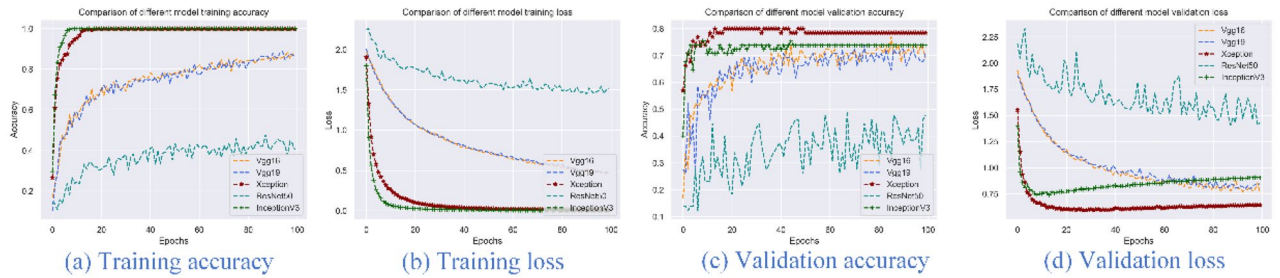 Comparison of different model training accuracy
1.0
0.8
0.6
0.4
0.2
Accuracy
Vgg16
Vgg19
Xception
ResNet50
InceptionV3
0 20 40 60 80 100
Epochs
(a) Training accuracy
Comparison of different model training loss
2.0
1.5
1.0
0.5
0.0
Loss
Vgg16
Vgg19
Xception
ResNet50
InceptionV3
0 20 40 60 80 100
Epochs
(b) Training loss
Comparison of different model validation accuracy
0.8
0.7
0.6
0.5
0.4
0.3
0.2
0.1
Accuracy
Vgg16
Vgg19
Xception
ResNet50
InceptionV3
0 20 40 60 80 100
Epochs
(c) Validation accuracy
Comparison of different model validation loss
2.25
2.00
1.75
1.50
1.25
1.00
0.75
Loss
Vgg16
Vgg19
Xception
ResNet50
InceptionV3
0 20 40 60 80 100
Epochs
(d) Validation loss